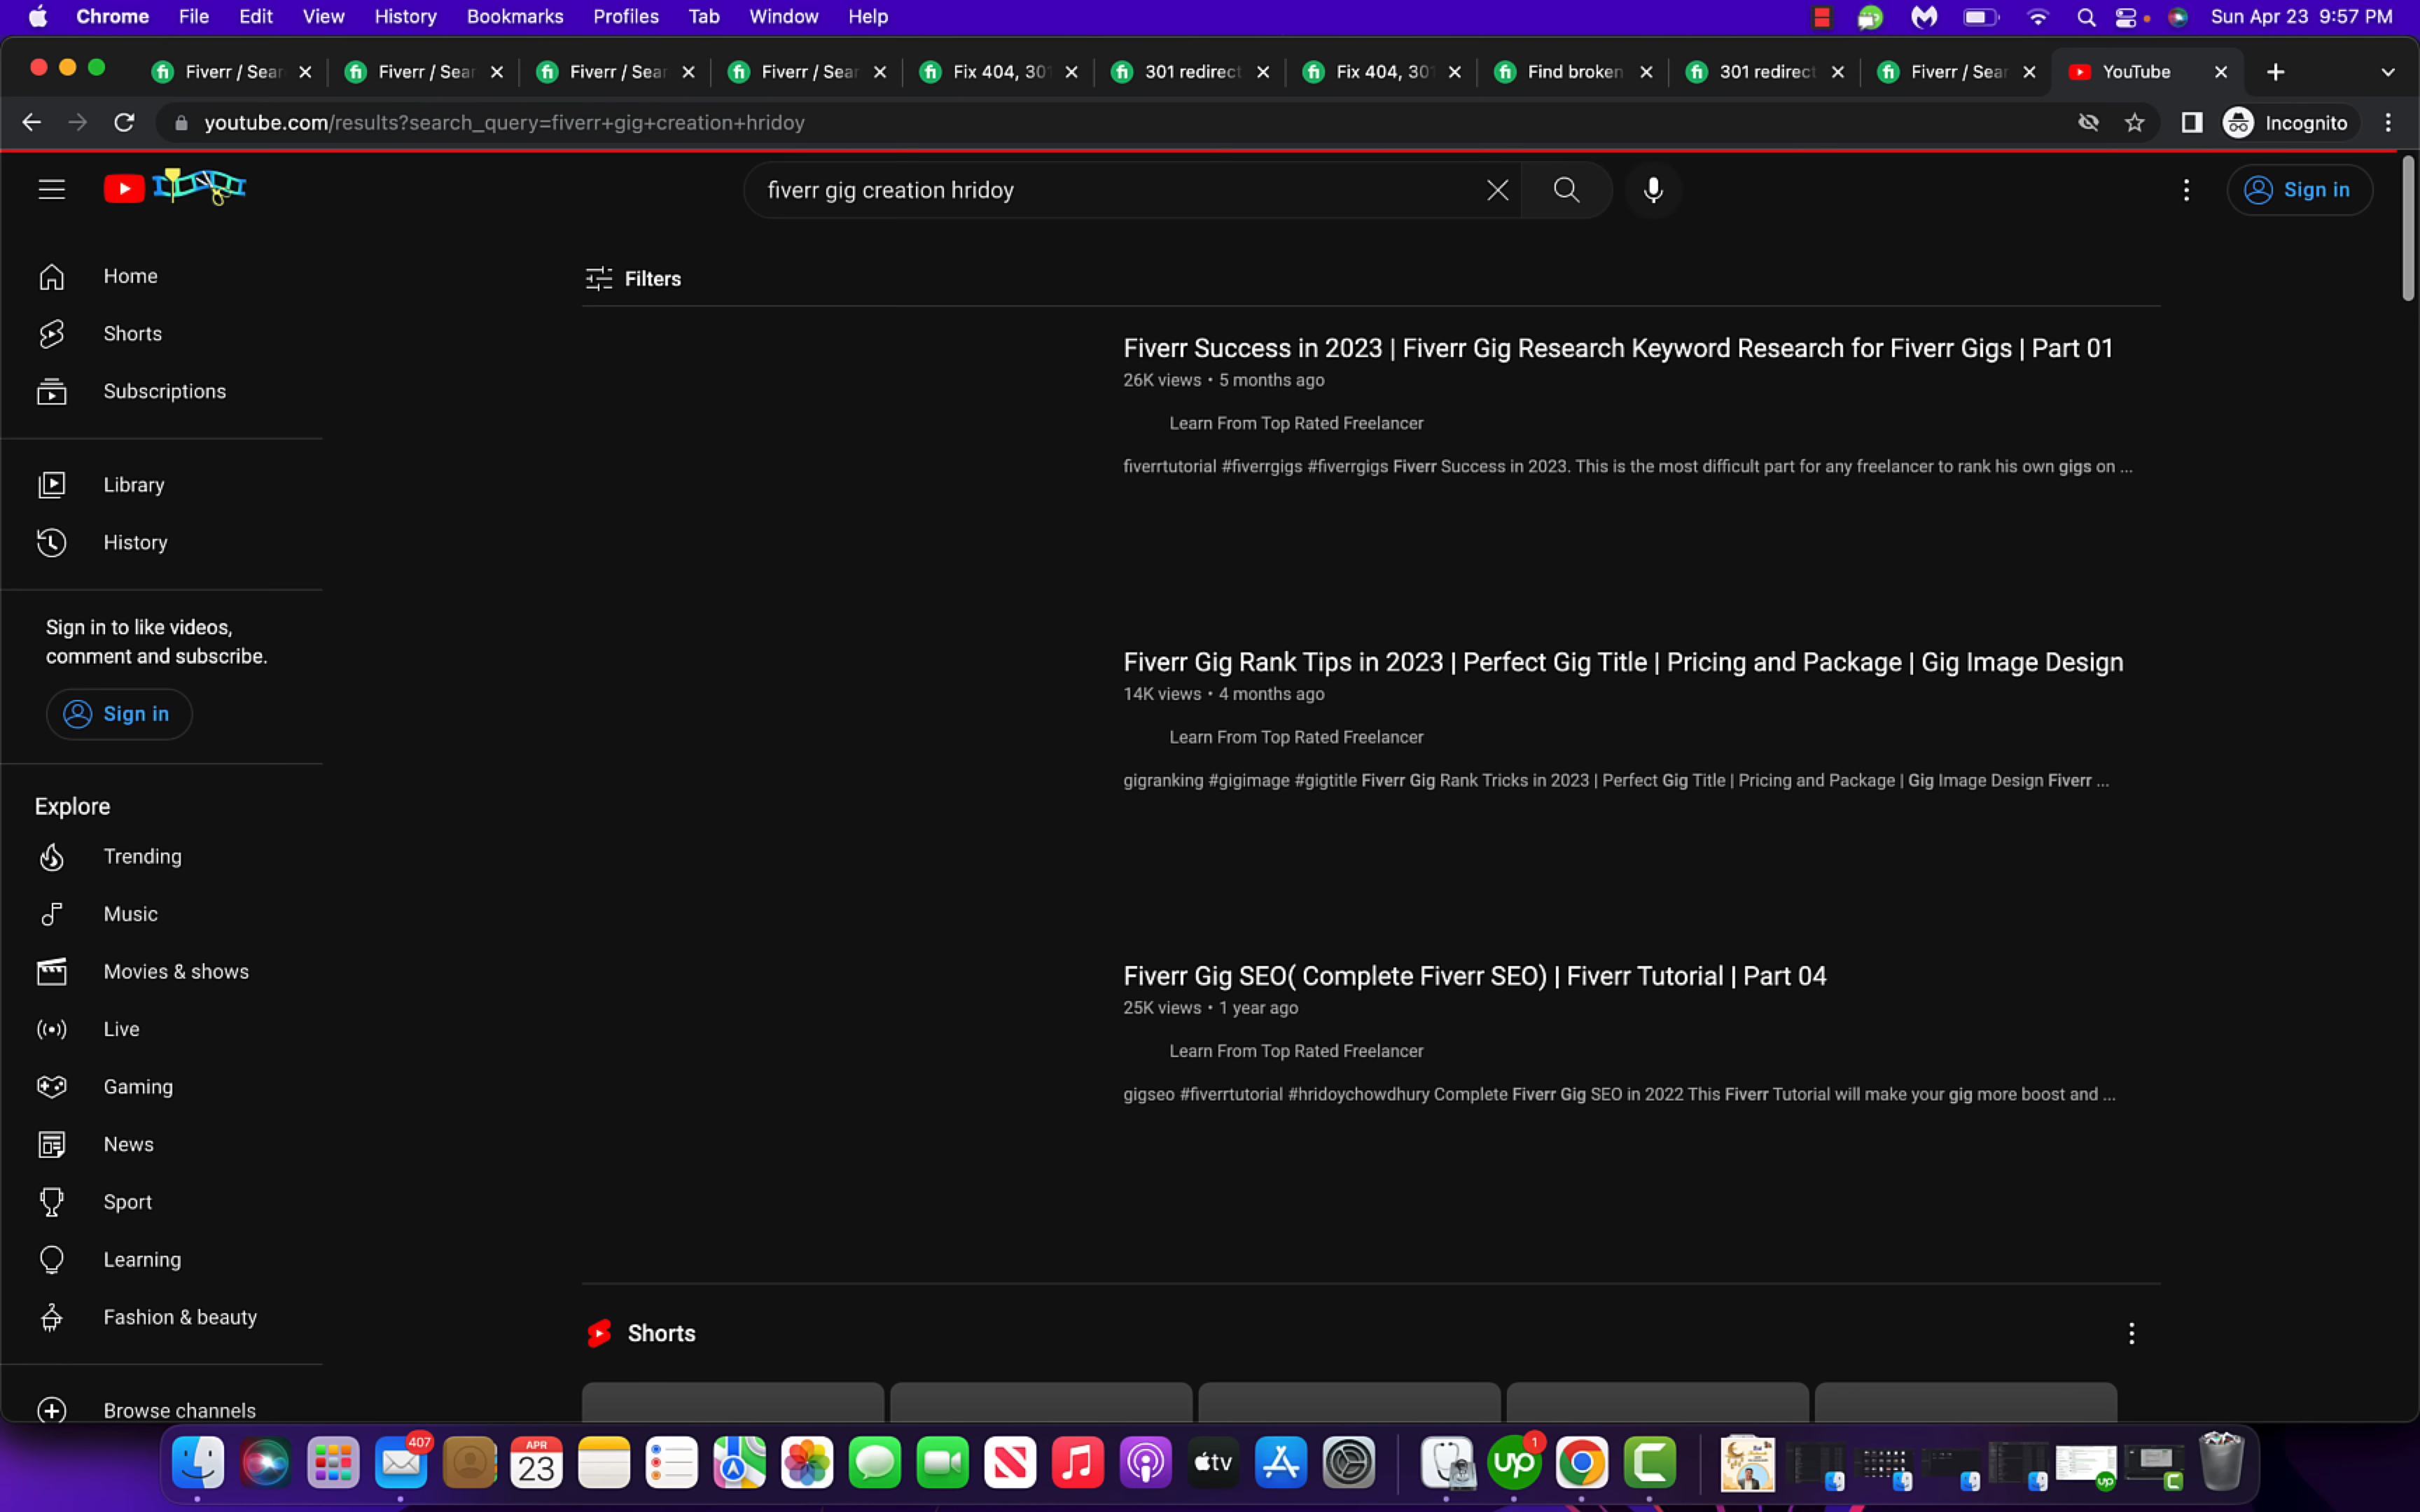 Chrome File Edit View History Bookmarks Profiles Tab Window Help
Sun Apr 23 9:57 PM
Fiverr / Sear
Fiverr / Sear
Fiverr / Sear
Fiverr / Sear
Fix 404, 301
301 redirect
Fix 404, 301
Find broken
301 redirect
Fiverr / Sear
YouTube
youtube.com/results?search_query=fiverr+gig+creation+hridoy
Incognito
fiverr gig creation hridoy
Sign in
Home
Shorts
Subscriptions
Library
History
Sign in to like videos,
comment and subscribe.
Sign in
Explore
Trending
Music
Movies & shows
Live
Gaming
News
Sport
Learning
Fashion & beauty
Browse channels
Filters
Fiverr Success in 2023 | Fiverr Gig Research Keyword Research for Fiverr Gigs | Part 01
26K views • 5 months ago
Learn From Top Rated Freelancer
fiverrtutorial #fiverrgigs #fiverrgigs Fiverr Success in 2023. This is the most difficult part for any freelancer to rank his own gigs on ...
Fiverr Gig Rank Tips in 2023 | Perfect Gig Title | Pricing and Package | Gig Image Design
14K views • 4 months ago
Learn From Top Rated Freelancer
gigranking #gigimage #gigtitle Fiverr Gig Rank Tricks in 2023 | Perfect Gig Title | Pricing and Package | Gig Image Design Fiverr ...
Fiverr Gig SEO( Complete Fiverr SEO) | Fiverr Tutorial | Part 04
25K views • 1 year ago
Learn From Top Rated Freelancer
gigseo #fiverrtutorial #hridoychowdhury Complete Fiverr Gig SEO in 2022 This Fiverr Tutorial will make your gig more boost and ...
Shorts
407
APR
23
tv
up
1